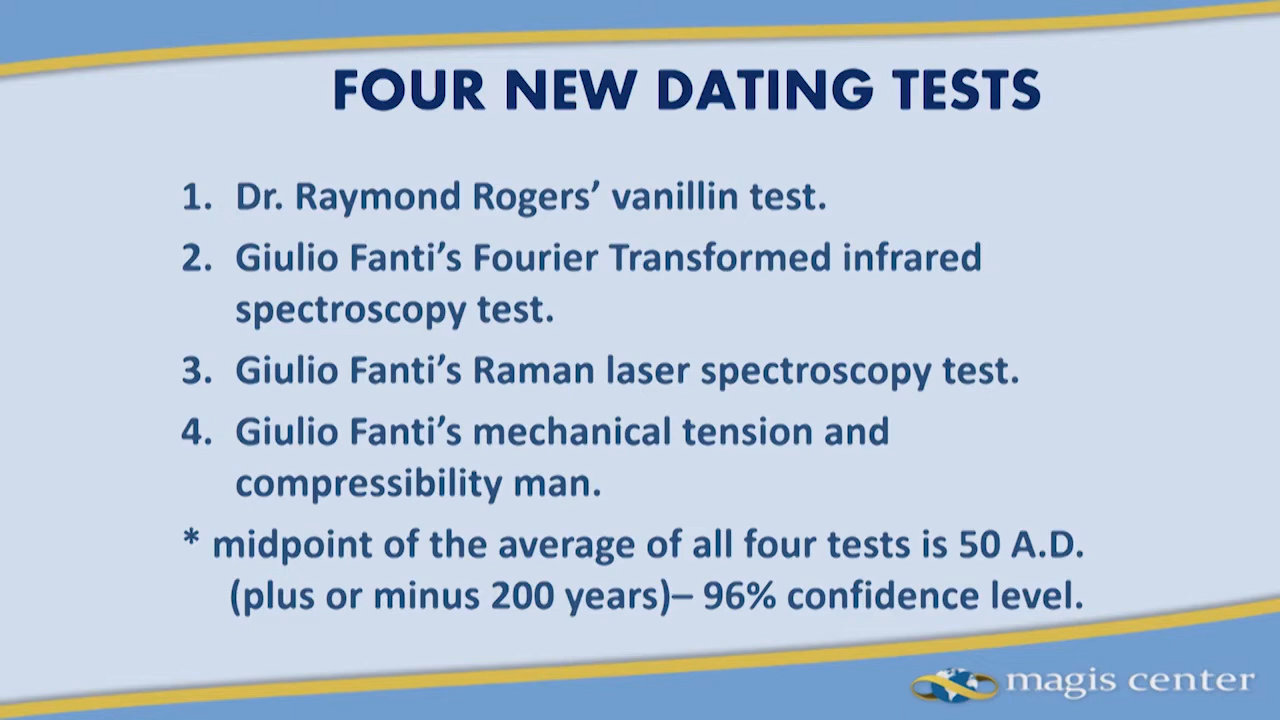 FOUR NEW DATING TESTS
1. Dr. Raymond Rogers’ vanillin test.
2. Giulio Fanti’s Fourier Transformed infrared
spectroscopy test.
3. Giulio Fanti’s Raman laser spectroscopy test.
4. Giulio Fanti’s mechanical tension and
compressibility man.
* midpoint of the average of all four tests is 50 A.D.
(plus or minus 200 years)– 96% confidence level.
magis center